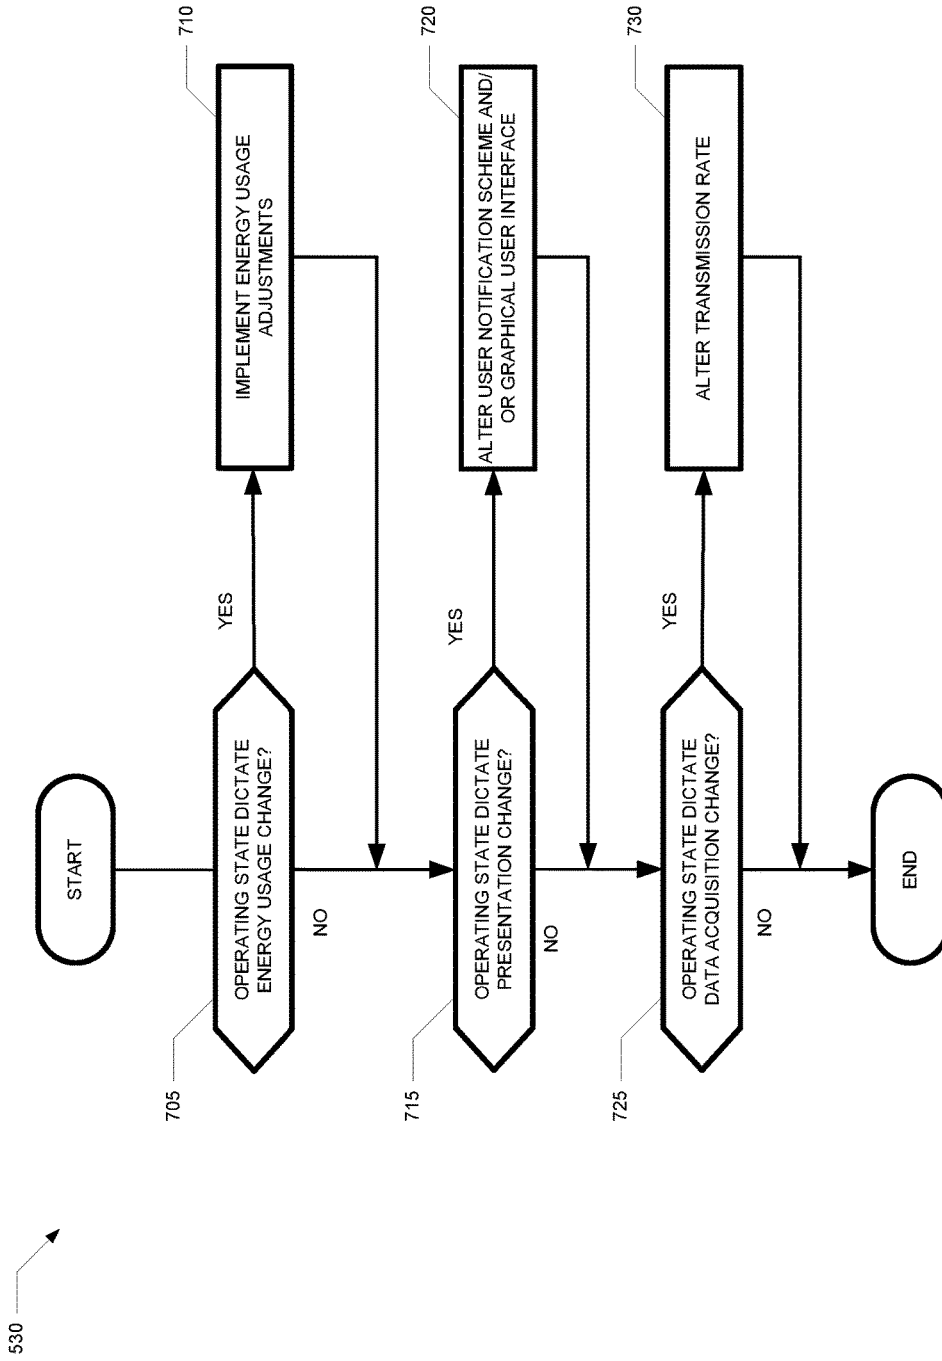 530
START
705
OPERATING STATE DICTATE
ENERGY USAGE CHANGE?
YES
710
IMPLEMENT ENERGY USAGE
ADJUSTMENTS
NO
715
OPERATING STATE DICTATE
PRESENTATION CHANGE?
YES
720
ALTER USER NOTIFICATION SCHEME AND/
OR GRAPHICAL USER INTERFACE
NO
725
OPERATING STATE DICTATE
DATA ACQUISITION CHANGE?
YES
730
ALTER TRANSMISSION RATE
NO
END